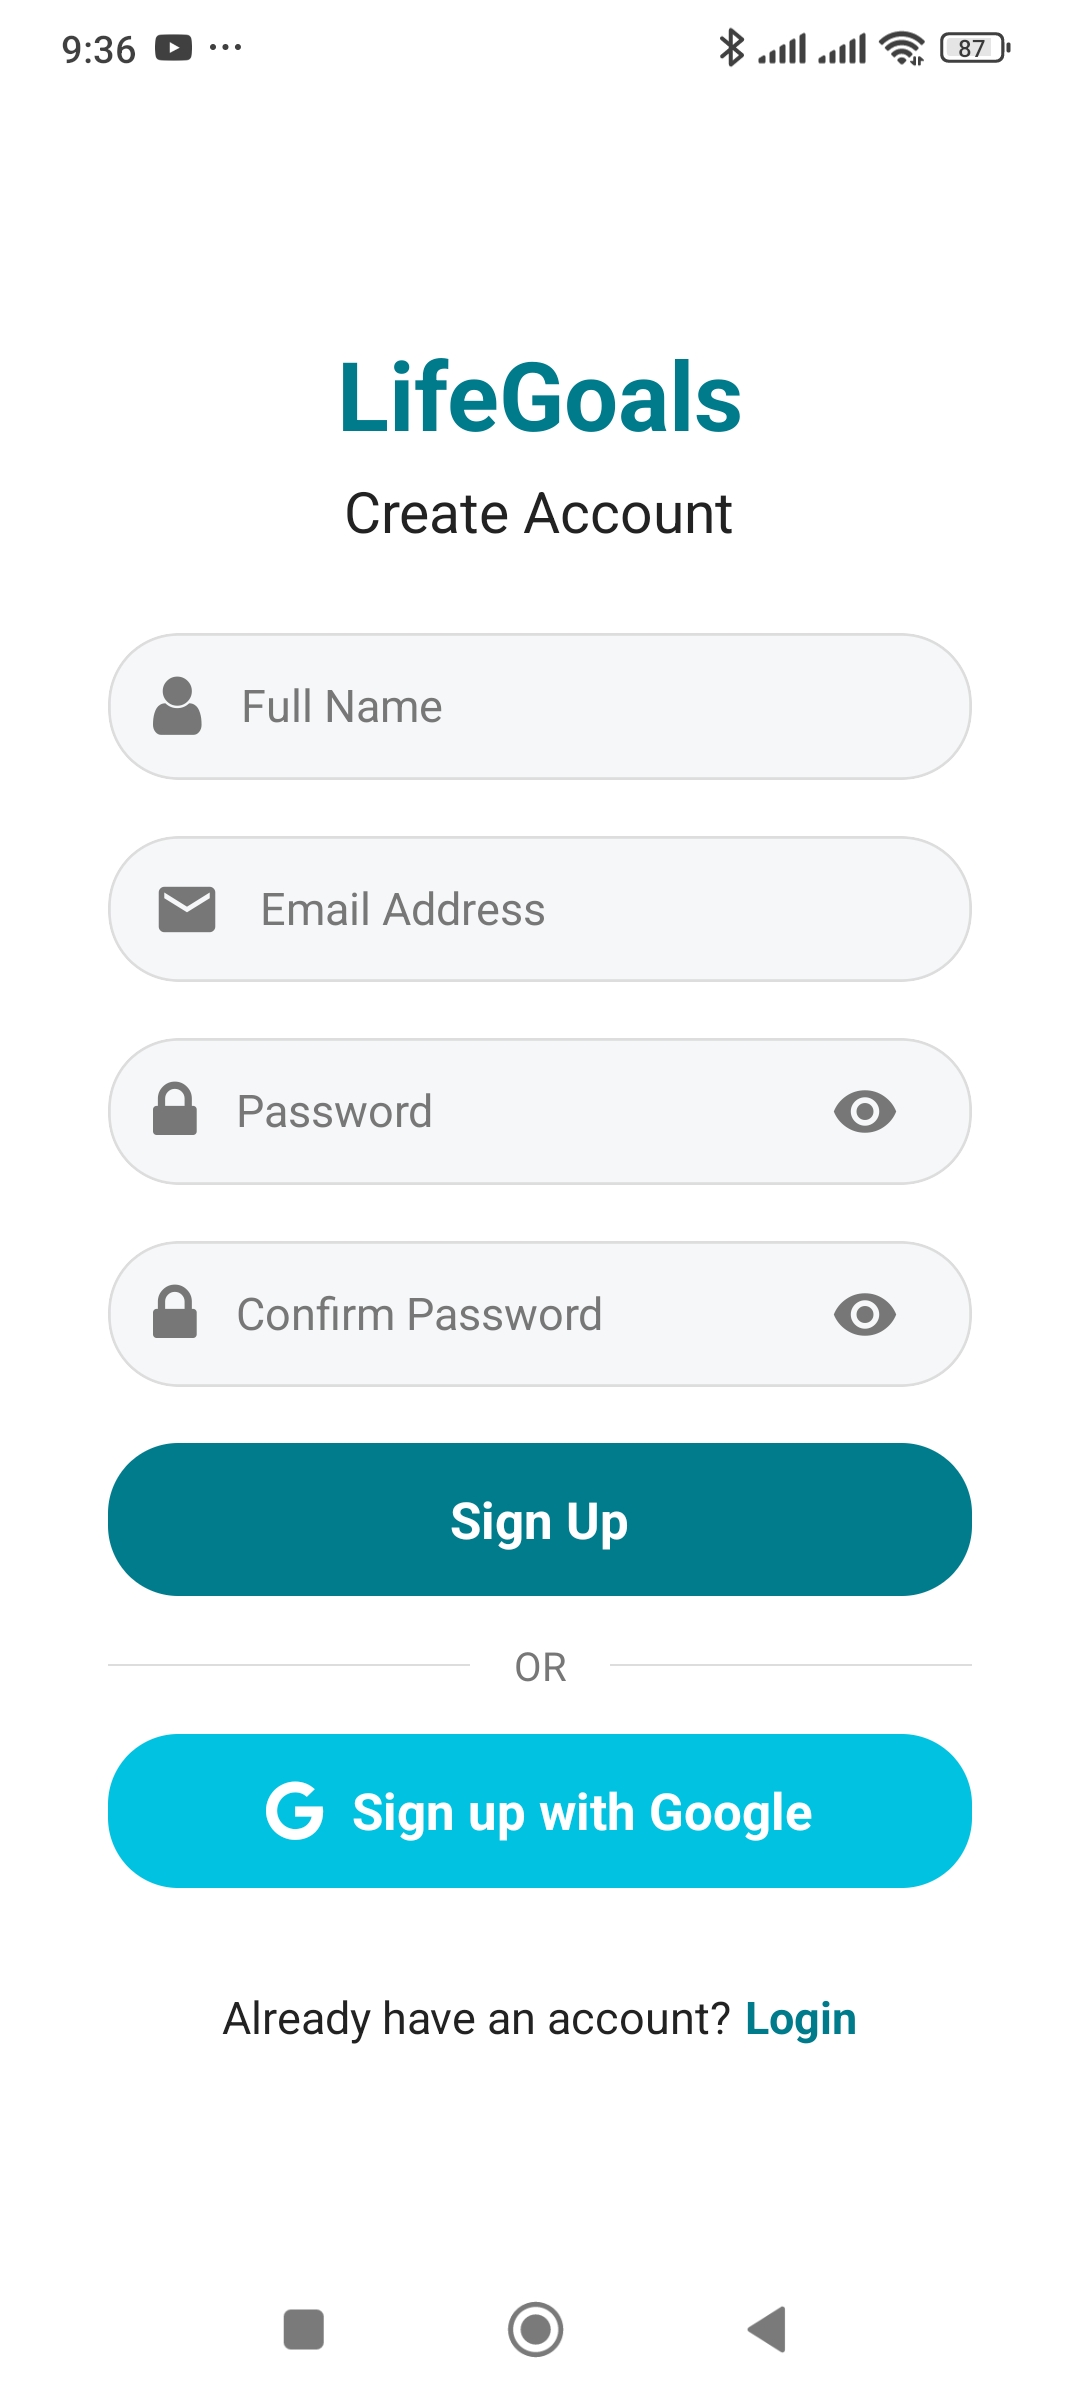 9:36
87
LifeGoals
Create Account
Full Name
Email Address
Password
Confirm Password
Sign Up
OR
Sign up with Google
Already have an account? Login